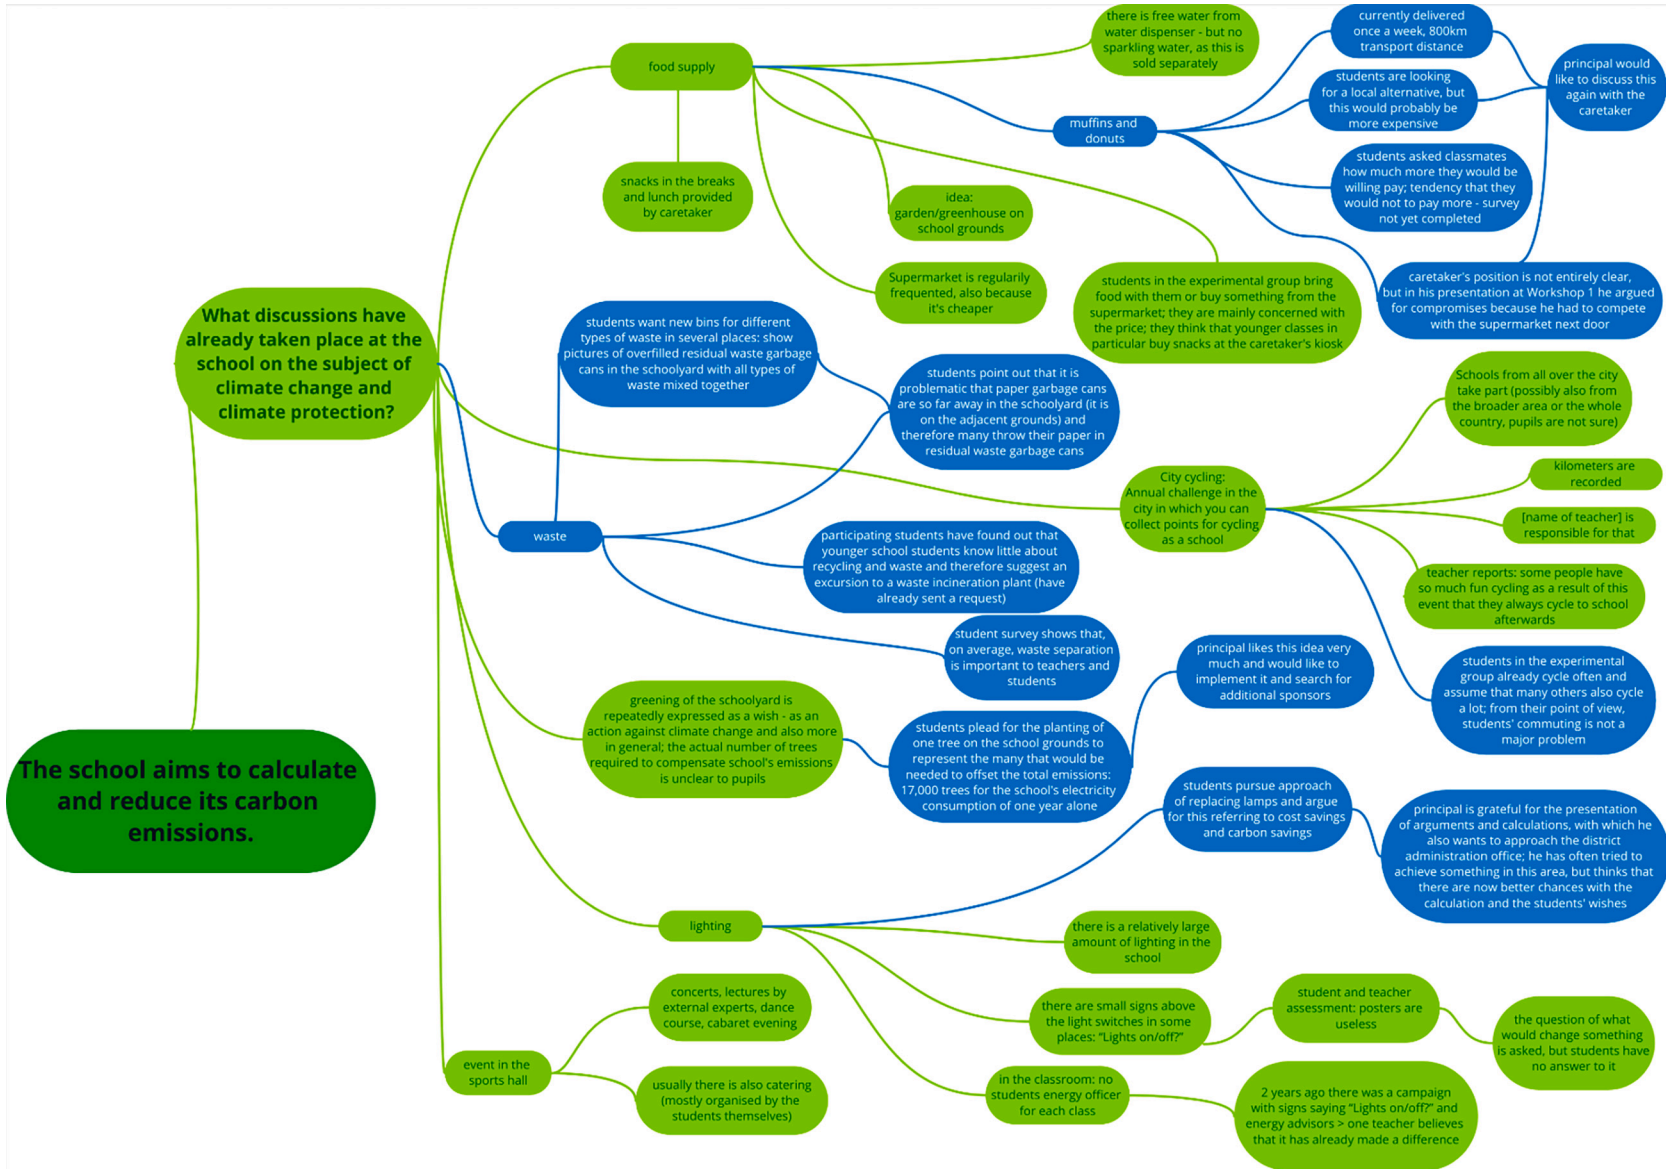 What discussions have
already taken place at the
school on the subject of
climate change and
climate protection?
The school aims to calculate
and reduce its carbon
emissions.
food supply
snacks in the breaks
and lunch provided
by caretaker
there is free water from
water dispenser - but no
sparkling water, as this is
sold separately
muffins and
donuts
currently delivered
once a week, 800km
transport distance
students are looking
for a local alternative, but
this would probably be
more expensive
principal would
like to discuss this
again with the
caretaker
students asked classmates
how much more they would be
willing pay; tendency that they
would not to pay more - survey
not yet completed
caretaker's position is not entirely clear,
but in his presentation at Workshop 1 he argued
for compromises because he had to compete
with the supermarket next door
idea:
garden/greenhouse on
school grounds
Supermarket is regularily
frequented, also because
it's cheaper
students in the experimental group bring
food with them or buy something from the
supermarket; they are mainly concerned with
the price; they think that younger classes in
particular buy snacks at the caretaker's kiosk
students want new bins for different
types of waste in several places: show
pictures of overfilled residual waste garbage
cans in the schoolyard with all types of
waste mixed together
students point out that it is
problematic that paper garbage cans
are so far away in the schoolyard (it is
on the adjacent grounds) and
therefore many throw their paper in
residual waste garbage cans
waste
participating students have found out that
younger school students know little about
recycling and waste and therefore suggest an
excursion to a waste incineration plant (have
already sent a request)
student survey shows that,
on average, waste separation
is important to teachers and
students
City cycling:
Annual challenge in the
city in which you can
collect points for cycling
as a school
Schools from all over the city
take part (possibly also from
the broader area or the whole
country, pupils are not sure)
kilometers are
recorded
[name of teacher] is
responsible for that
teacher reports: some people have
so much fun cycling as a result of this
event that they always cycle to school
afterwards
students in the experimental
group already cycle often and
assume that many others also cycle
a lot; from their point of view,
students' commuting is not a
major problem
greening of the schoolyard is
repeatedly expressed as a wish - as an
action against climate change and also more
in general; the actual number of trees
required to compensate school's emissions
is unclear to pupils
students plead for the planting of
one tree on the school grounds to
represent the many that would be
needed to offset the total emissions:
17,000 trees for the school's electricity
consumption of one year alone
principal likes this idea very
much and would like to
implement it and search for
additional sponsors
lighting
students pursue approach
of replacing lamps and argue
for this referring to cost savings
and carbon savings
principal is grateful for the presentation
of arguments and calculations, with which he
also wants to approach the district
administration office; he has often tried to
achieve something in this area, but thinks that
there are now better chances with the
calculation and the students' wishes
there is a relatively large
amount of lighting in the
school
there are small signs above
the light switches in some
places: “Lights on/off?”
student and teacher
assessment: posters are
useless
the question of what
would change something
is asked, but students have
no answer to it
in the classroom: no
students energy officer
for each class
2 years ago there was a campaign
with signs saying “Lights on/off?” and
energy advisors > one teacher believes
that it has already made a difference
event in the
sports hall
concerts, lectures by
external experts, dance
course, cabaret evening
usually there is also catering
(mostly organised by the
students themselves)